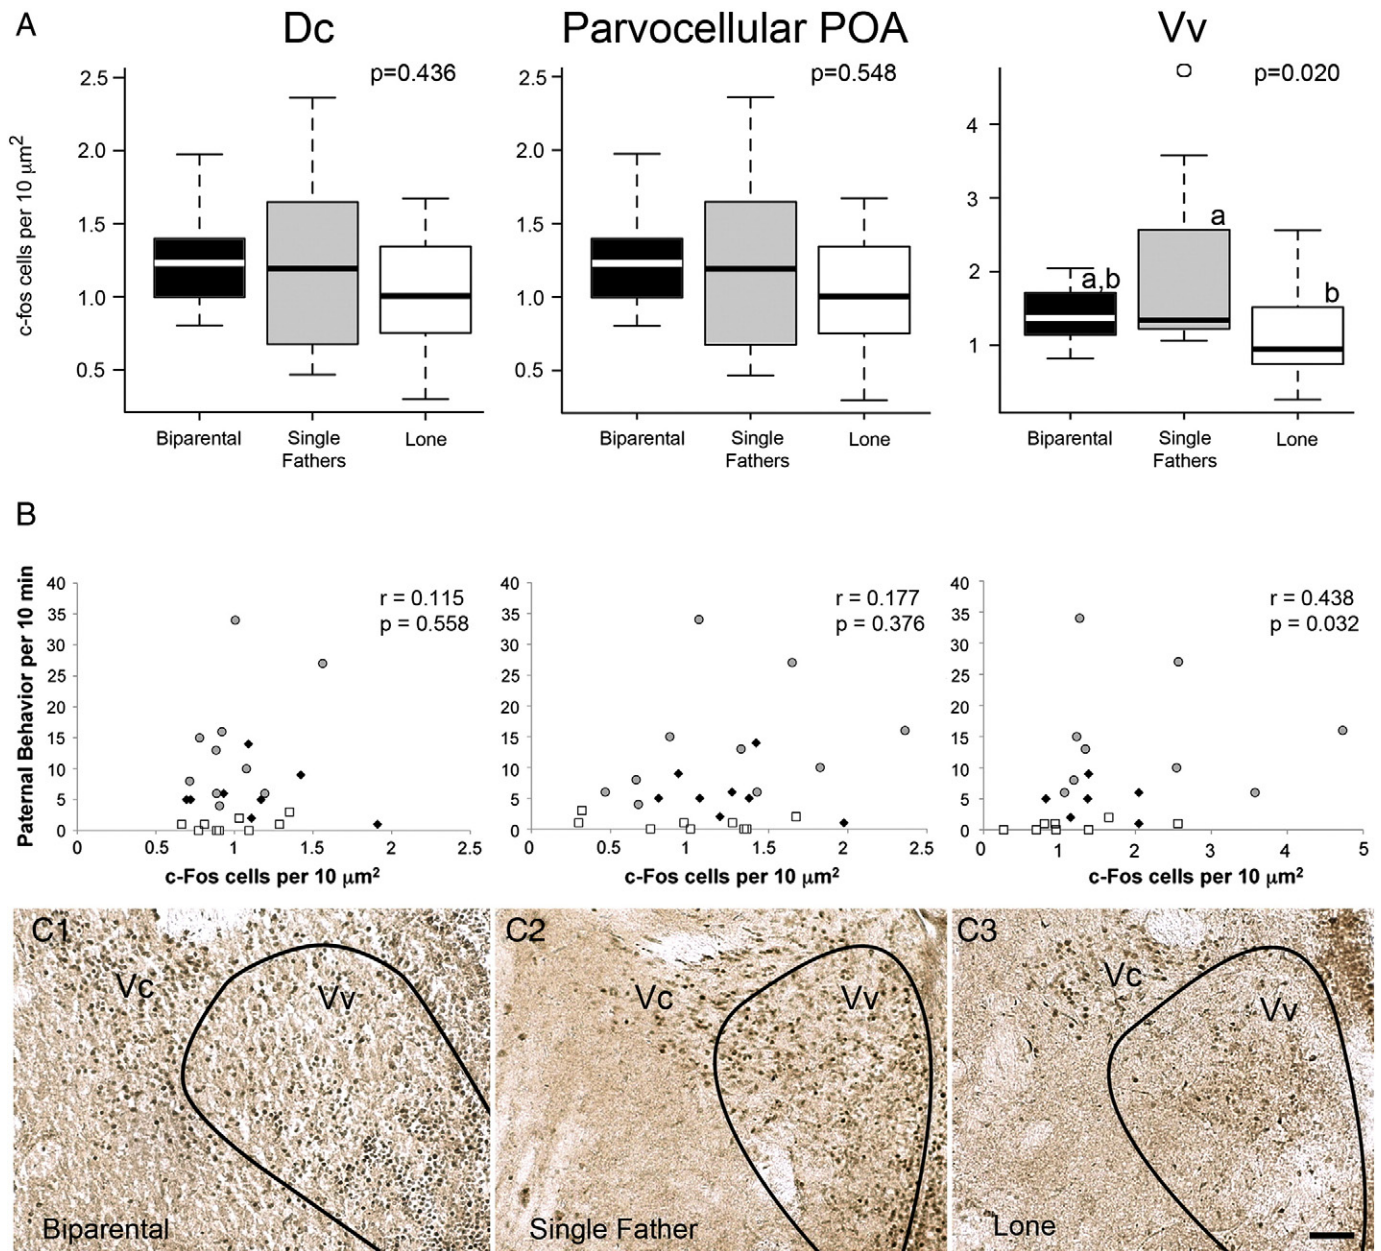 A
Dc
Parvocellular POA
Vv
c-fos cells per 10 μm²
2.5
2.0
1.5
1.0
0.5
p=0.436
Biparental
Single
Fathers
Lone
2.5
2.0
1.5
1.0
0.5
p=0.548
Biparental
Single
Fathers
Lone
4
3
2
1
p=0.020
a,b
a
b
Biparental
Single
Fathers
Lone
B
Paternal Behavior per 10 min
40
35
30
25
20
15
10
5
0
r = 0.115
p = 0.558
0 0.5 1 1.5 2 2.5
c-Fos cells per 10 μm²
40
35
30
25
20
15
10
5
0
r = 0.177
p = 0.376
0 0.5 1 1.5 2 2.5
c-Fos cells per 10 μm²
40
35
30
25
20
15
10
5
0
r = 0.438
p = 0.032
0 1 2 3 4 5
c-Fos cells per 10 μm²
C1
Vc
Vv
Biparental
C2
Vc
Vv
Single Father
C3
Vc
Vv
Lone